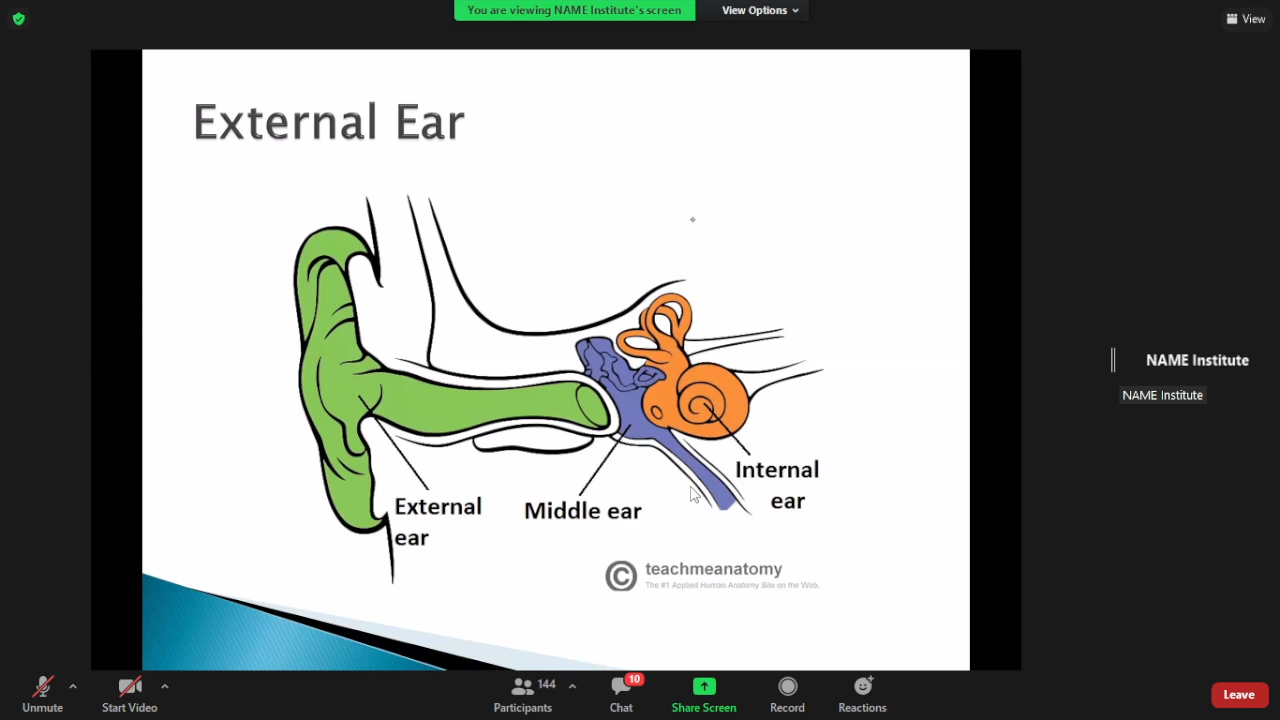 You are viewing NAME Institute's screen
View Options
View
External Ear
NAME Institute
NAME Institute
Internal
ear
External
ear
Middle ear
© teachmeanatomy
The #1 Applied Human Anatomy Site on the Web.
Unmute
Start Video
144
Participants
10
Chat
Share Screen
Record
Reactions
Leave